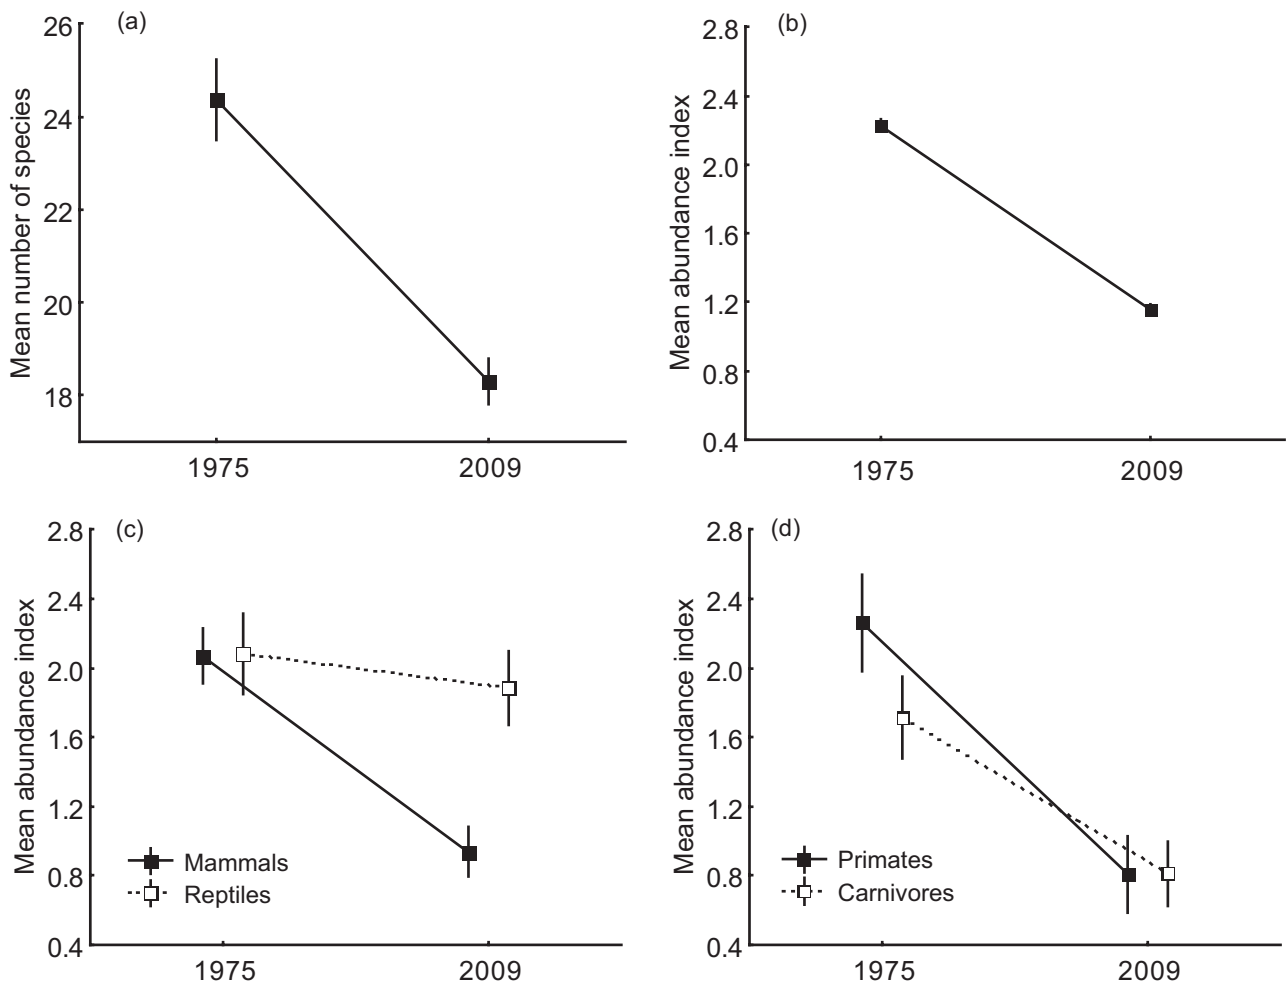 (a)
Mean number of species
26
24
22
20
18
1975
2009
(b)
Mean abundance index
2.8
2.4
2.0
1.6
1.2
0.8
0.4
1975
2009
(c)
Mean abundance index
2.8
2.4
2.0
1.6
1.2
0.8
0.4
Mammals
Reptiles
1975
2009
(d)
Mean abundance index
2.8
2.4
2.0
1.6
1.2
0.8
0.4
Primates
Carnivores
1975
2009